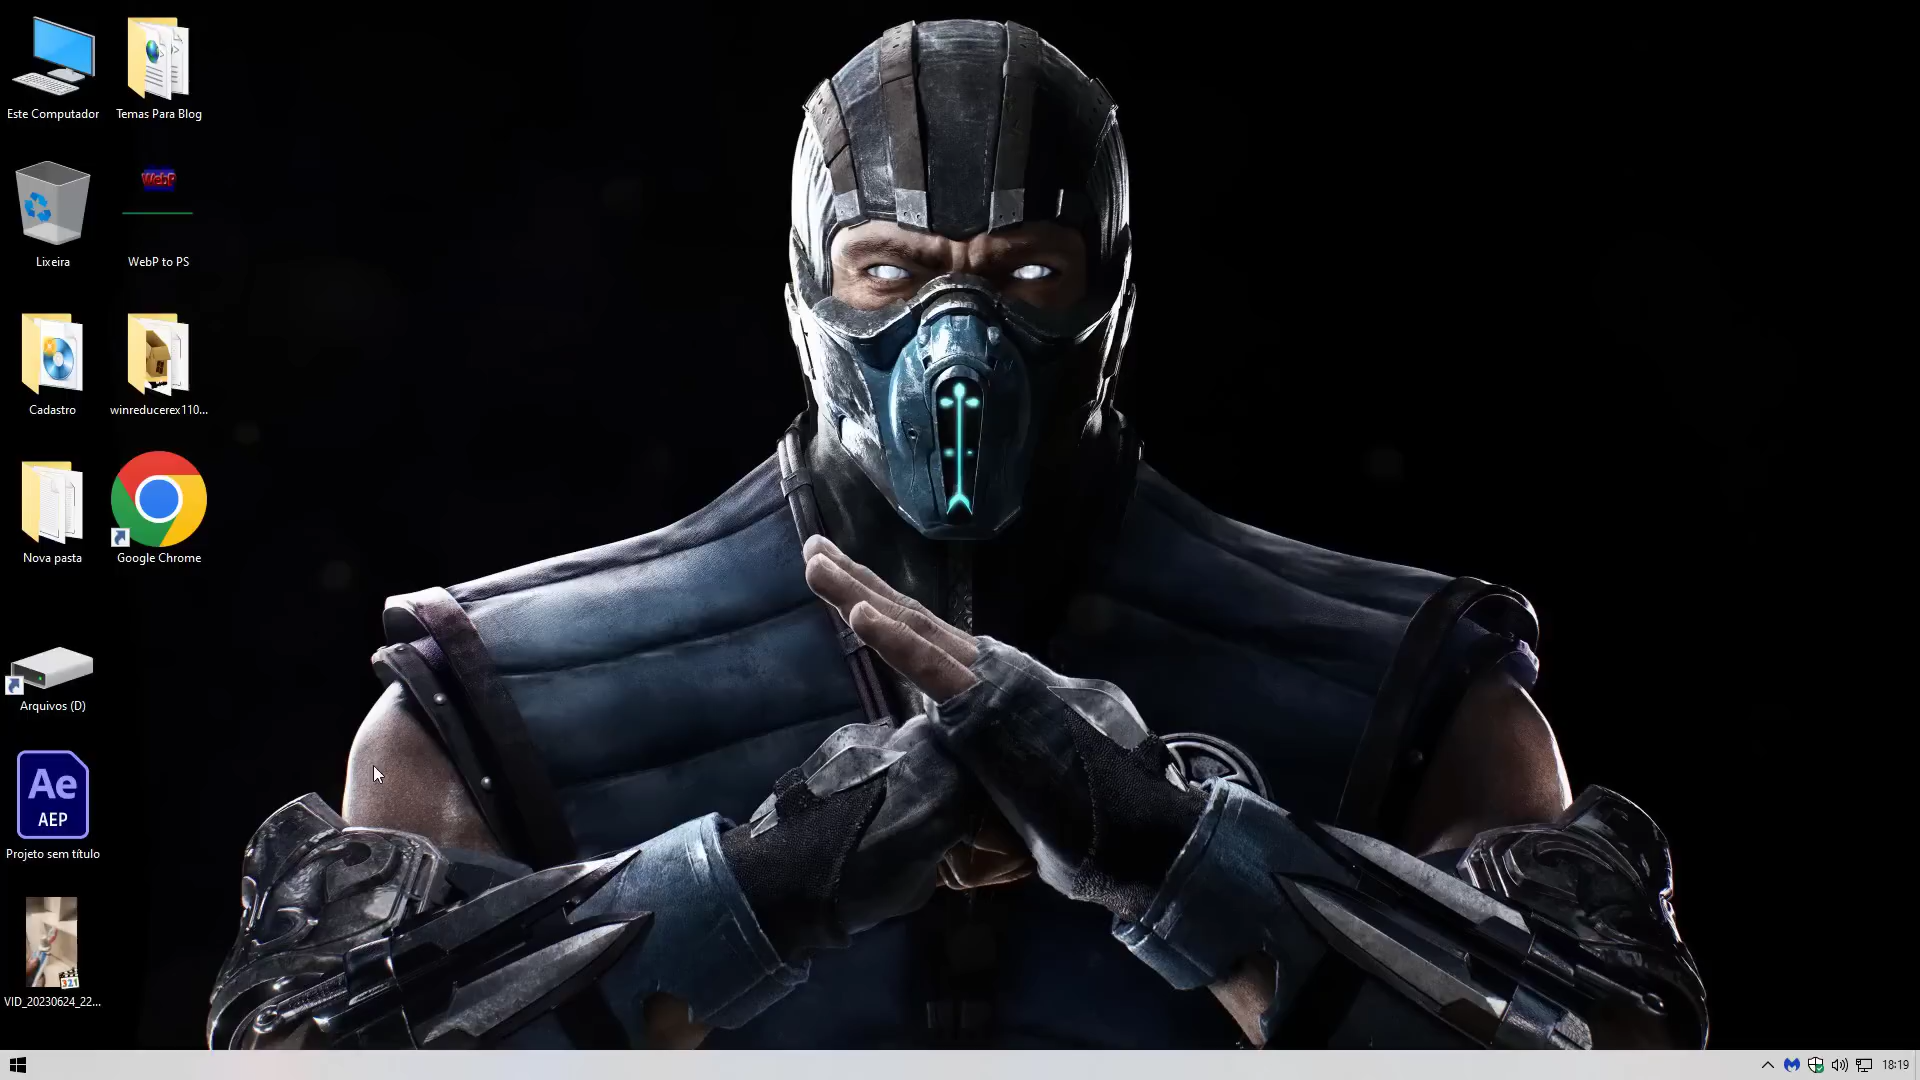 Este Computador
Temas Para Blog
WebP
Lixeira
WebP to PS
Cadastro
winreducerex110...
Nova pasta
Google Chrome
Arquivos (D)
Ae
AEP
Projeto sem título
321
VID_20230624_22...
18:19